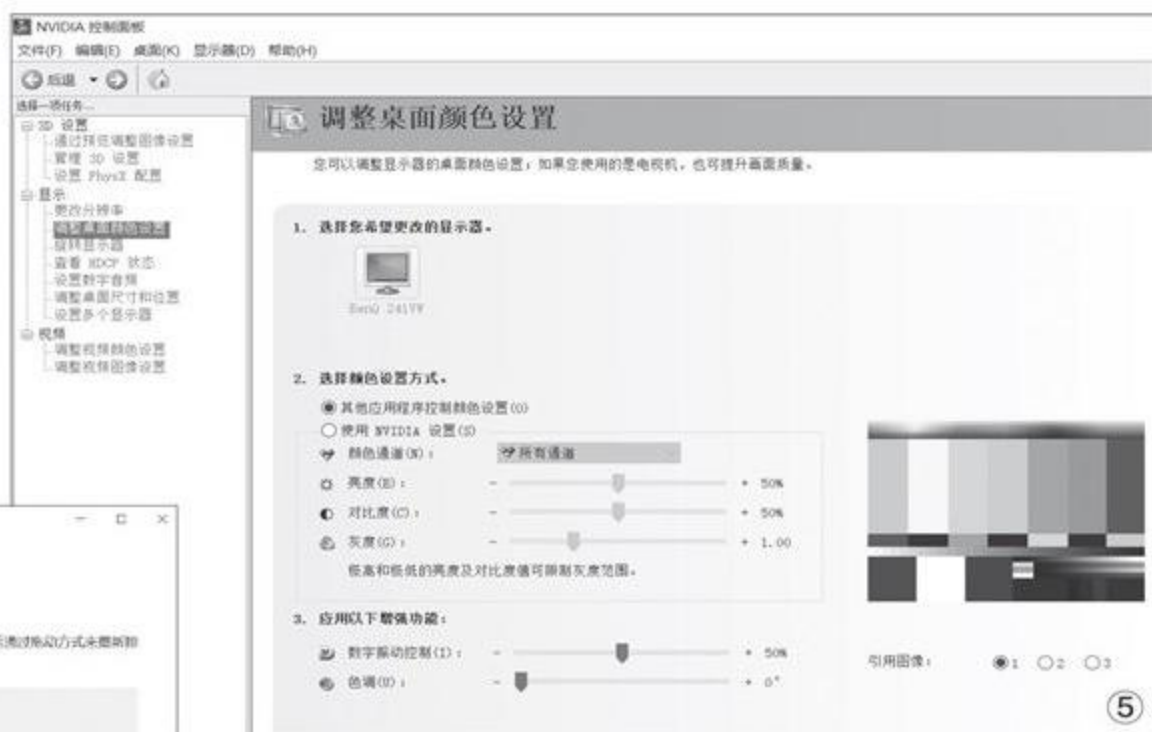 NVIDIA 控制面板
文件(F) 编辑(E) 桌面(K) 显示器(D) 帮助(H)
后退
选择一项任务...
3D 设置
通过预览调整图像设置
管理 3D 设置
设置 PhysX 配置
显示
更改分辨率
调整桌面颜色设置
旋转显示器
查看 HDCP 状态
设置数字音频
调整桌面尺寸和位置
设置多个显示器
视频
调整视频颜色设置
调整视频图像设置
调整桌面颜色设置
您可以调整显示器的桌面颜色设置；如果您使用的是电视机，也可提升画面质量。
1. 选择您希望更改的显示器。
BenQ 241VW
2. 选择颜色设置方式。
其他应用程序控制颜色设置(O)
使用 NVIDIA 设置(S)
颜色通道(N)： 所有通道
亮度(B)： - + 50%
对比度(C)： - + 50%
灰度(G)： - + 1.00
极高和极低的亮度及对比度值可限制灰度范围。
3. 应用以下增强功能：
数字振动控制(I)： - + 50%
色调(U)： - + 0°
引用图像： 1 2 3
通过拖动方式来重新排
⑤